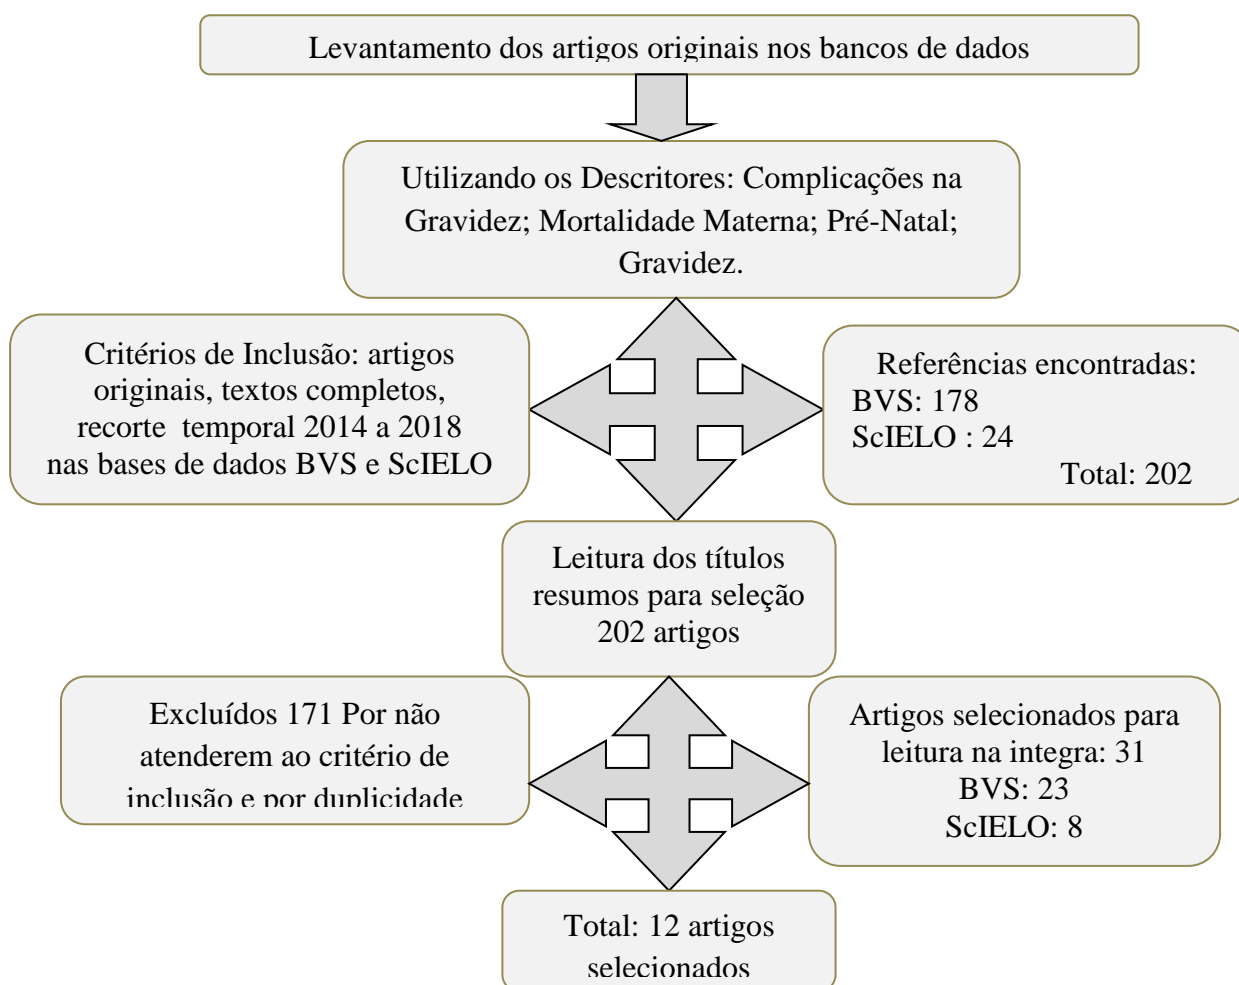 Levantamento dos artigos originais nos bancos de dados
Utilizando os Descritores: Complicações na
Gravidez; Mortalidade Materna; Pré-Natal;
Gravidez.
Critérios de Inclusão: artigos
originais, textos completos,
recorte temporal 2014 a 2018
nas bases de dados BVS e ScIELO
Referências encontradas:
BVS: 178
ScIELO : 24
Total: 202
Leitura dos títulos
resumos para seleção
202 artigos
Excluídos 171 Por não
atenderem ao critério de
inclusão e por duplicidade
Artigos selecionados para
leitura na integra: 31
BVS: 23
ScIELO: 8
Total: 12 artigos
selecionados